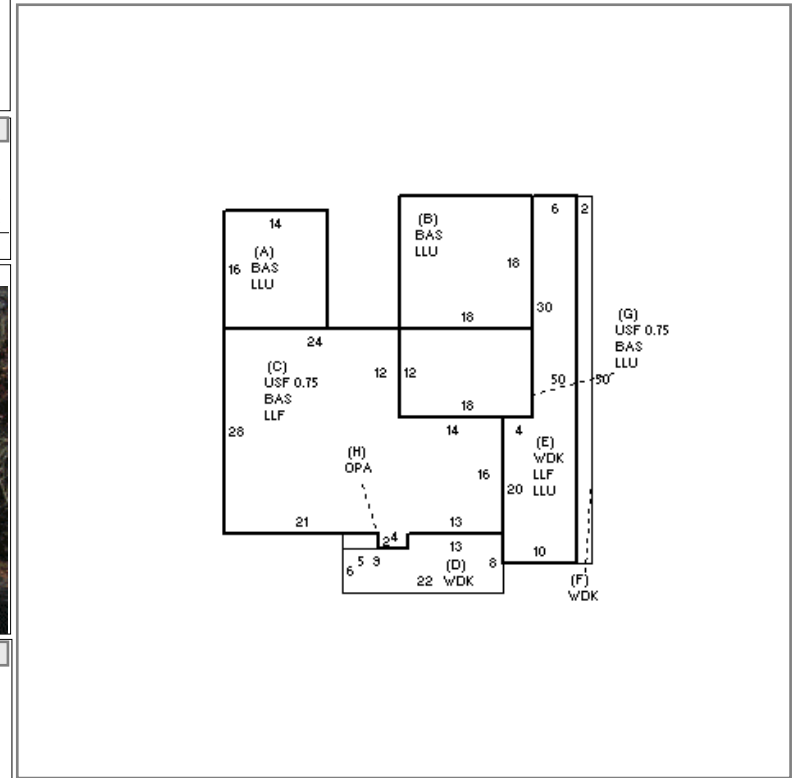 6
2
14
(B)
BAS
LLU
(A)
BAS
LLU
16
18
30
18
(G)
USF 0.75
BAS
LLU
24
(C)
USF 0.75
BAS
LLF
12
12
50
50
18
28
14
4
(E)
WDK
LLF
LLU
(H)
OPA
16
20
21
13
2
4
13
10
5
9
8
6
(D)
WDK
22
(F)
WDK